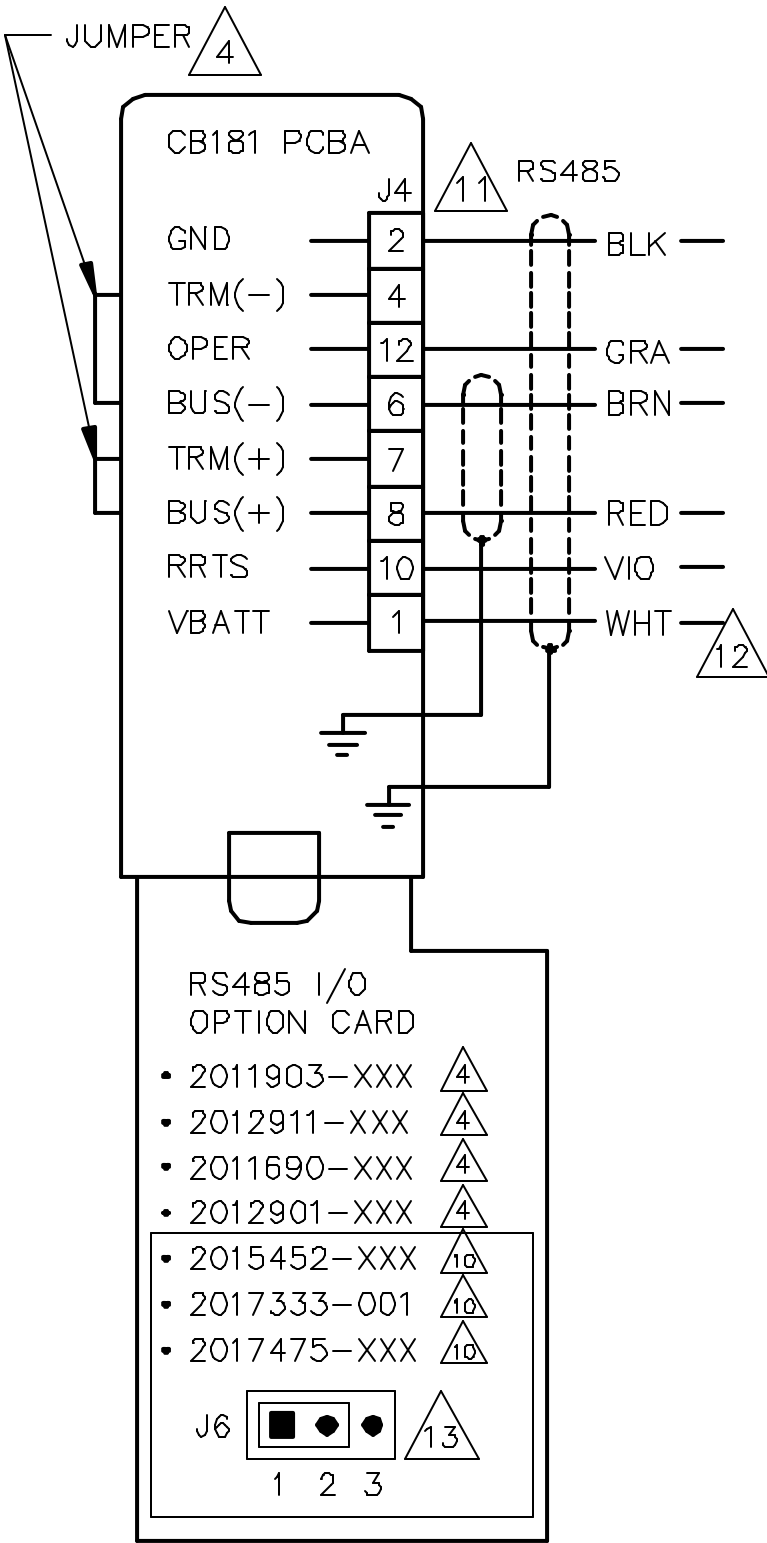 JUMPER 4
CB181 PCBA
J4 11 RS485
GND 2 BLK
TRM(-) 4
OPER 12 GRA
BUS(-) 6 BRN
TRM(+) 7
BUS(+) 8 RED
RRTS 10 VIO
VBATT 1 WHT 12
RS485 I/O
OPTION CARD
• 2011903-XXX 4
• 2012911-XXX 4
• 2011690-XXX 4
• 2012901-XXX 4
• 2015452-XXX 10
• 2017333-001 10
• 2017475-XXX 10
J6 13
1 2 3